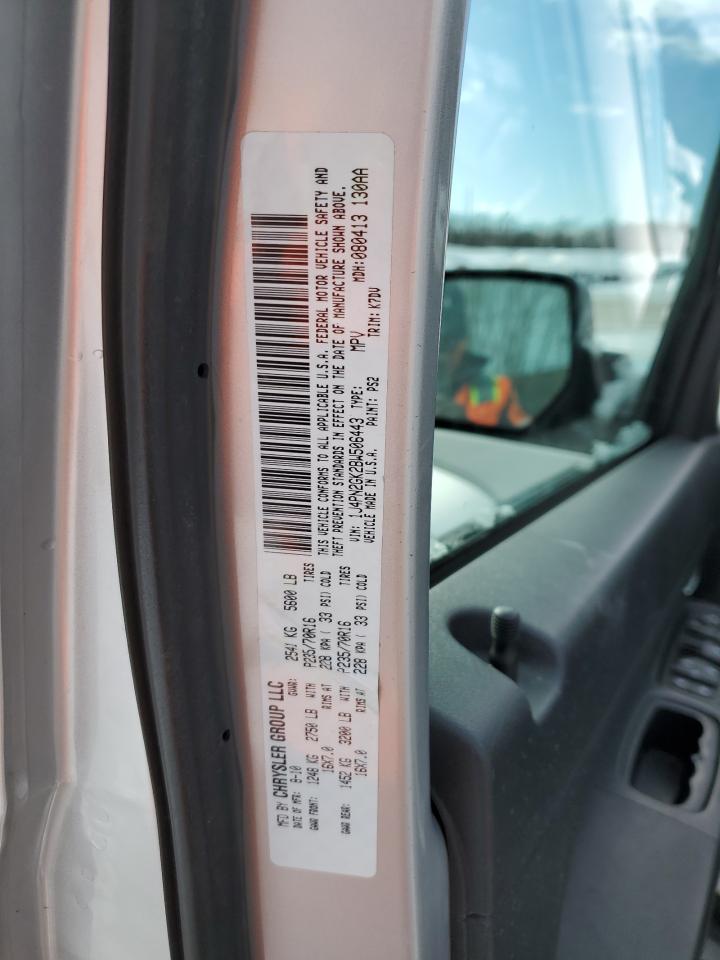 MFD BY CHRYSLER GROUP LLC
DATE OF MFR: 8-10 GVWR: 2541 KG 5600 LB
GAWR FRONT: 1248 KG 2750 LB WITH P235/70R16 TIRES
16X7.0 RIMS AT 228 KPA ( 33 PSI) COLD
GAWR REAR: 1452 KG 3200 LB WITH P235/70R16 TIRES
16X7.0 RIMS AT 228 KPA ( 33 PSI) COLD
THIS VEHICLE CONFORMS TO ALL APPLICABLE U.S.A. FEDERAL MOTOR VEHICLE SAFETY AND
THEFT PREVENTION STANDARDS IN EFFECT ON THE DATE OF MANUFACTURE SHOWN ABOVE.
VIN: 1J4PN2GK2BW506443 TYPE: MPV MDH:080413 130AA
VEHICLE MADE IN U.S.A. PAINT: PS2 TRIM: K7DV